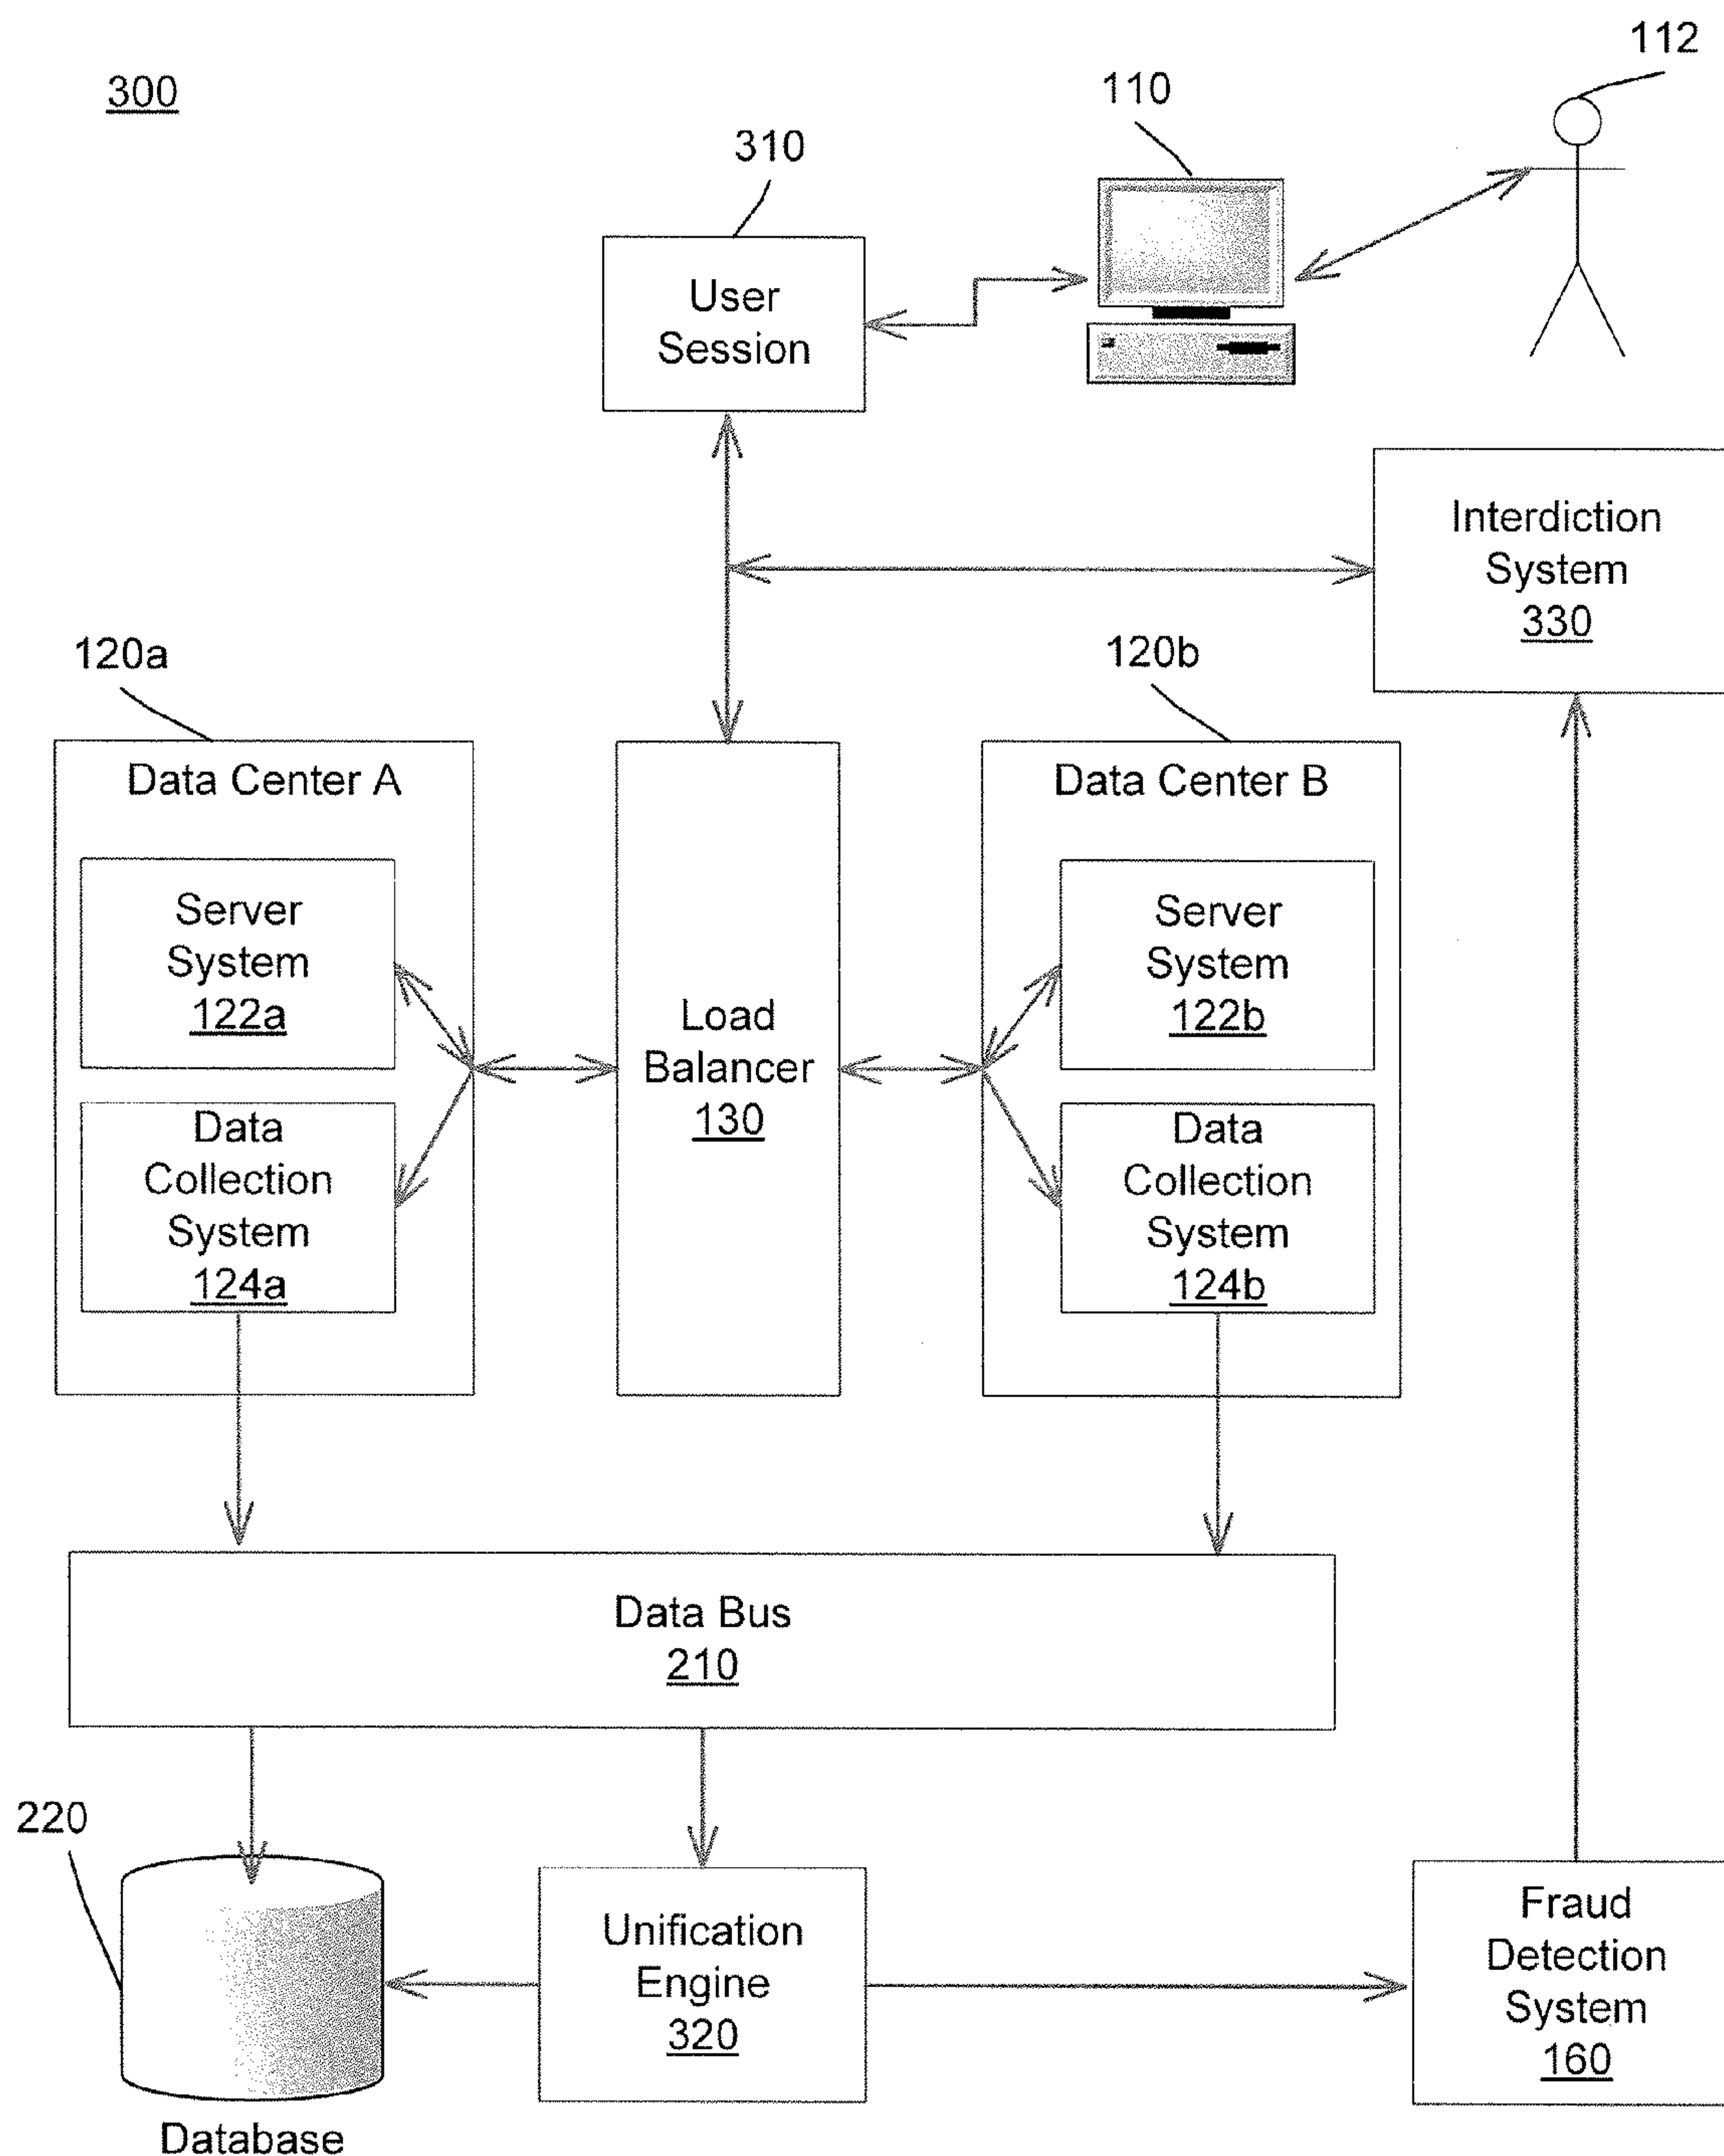 112
110
300
310
User
Session
Interdiction
System
330
120a
120b
Data Center A
Data Center B
Server
System
122a
Server
System
122b
Load
Balancer
130
Data
Collection
System
124a
Data
Collection
System
124b
Data Bus
210
220
Unification
Engine
320
Fraud
Detection
System
160
Database